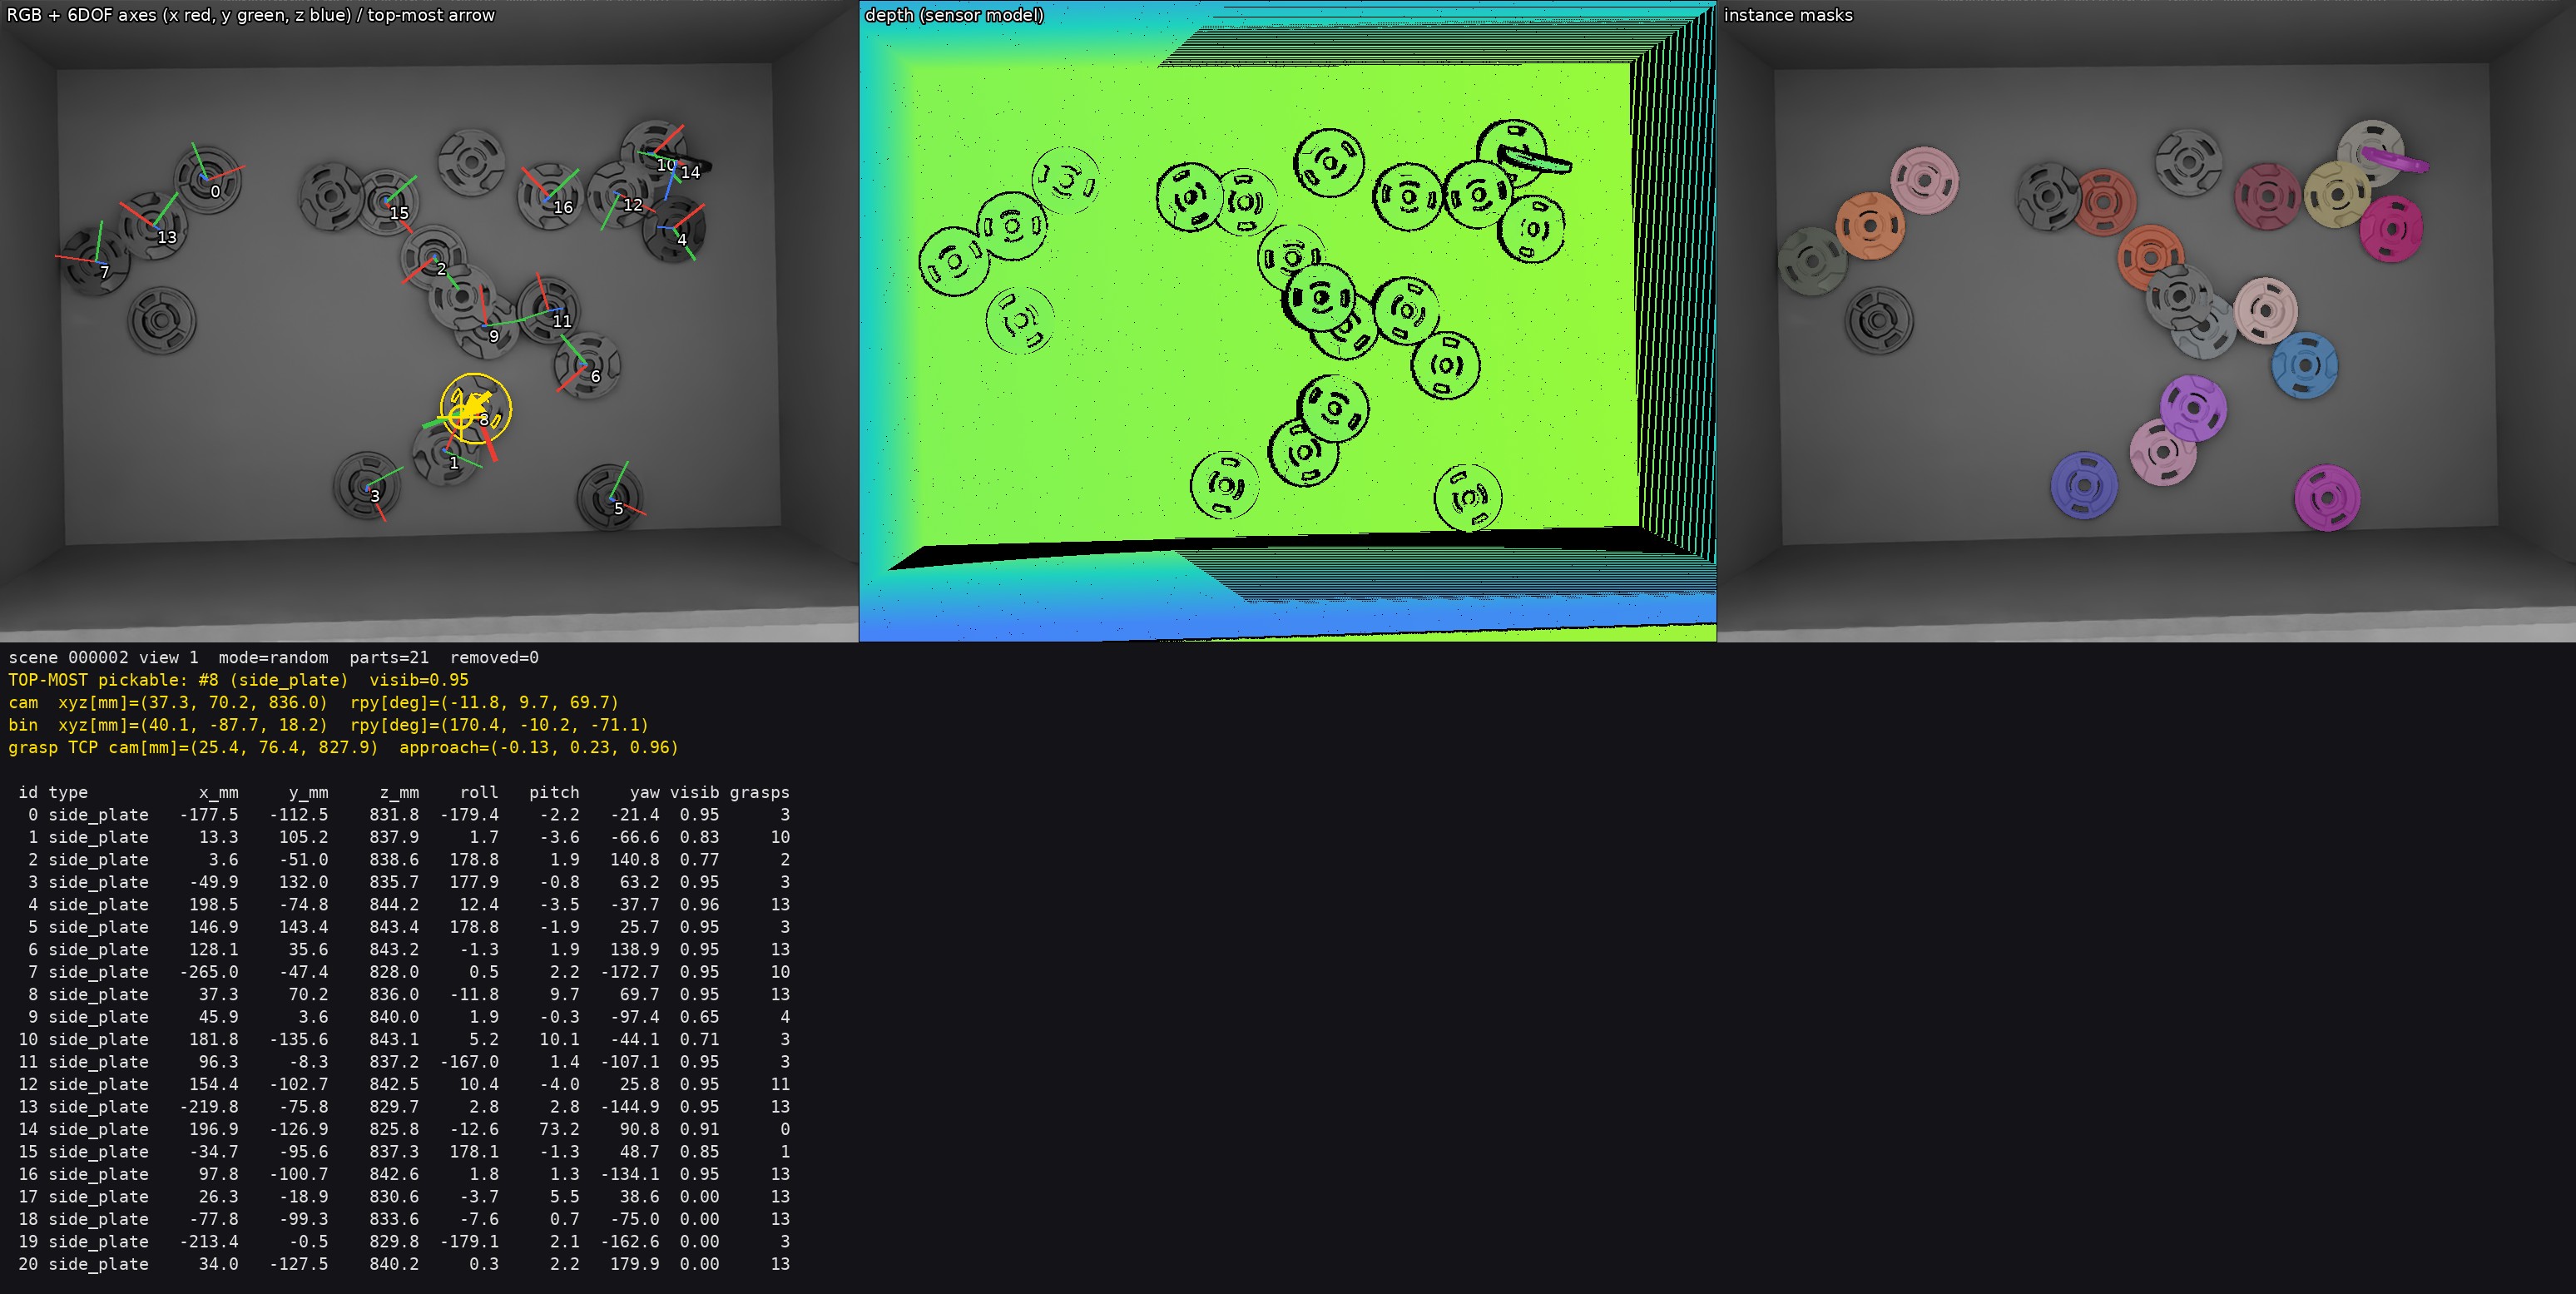 RGB + 6DOF axes (x red, y green, z blue) / top-most arrow
depth (sensor model)
instance masks
0
10
14
15
16
12
13
4
7
2
11
9
6
8
1
3
5
scene 000002 view 1  mode=random  parts=21  removed=0
TOP-MOST pickable: #8 (side_plate)  visib=0.95
cam  xyz[mm]=(37.3, 70.2, 836.0)  rpy[deg]=(-11.8, 9.7, 69.7)
bin  xyz[mm]=(40.1, -87.7, 18.2)  rpy[deg]=(170.4, -10.2, -71.1)
grasp TCP cam[mm]=(25.4, 76.4, 827.9)  approach=(-0.13, 0.23, 0.96)
id type x_mm y_mm z_mm roll pitch yaw visib grasps
0 side_plate -177.5 -112.5 831.8 -179.4 -2.2 -21.4 0.95 3
1 side_plate 13.3 105.2 837.9 1.7 -3.6 -66.6 0.83 10
2 side_plate 3.6 -51.0 838.6 178.8 1.9 140.8 0.77 2
3 side_plate -49.9 132.0 835.7 177.9 -0.8 63.2 0.95 3
4 side_plate 198.5 -74.8 844.2 12.4 -3.5 -37.7 0.96 13
5 side_plate 146.9 143.4 843.4 178.8 -1.9 25.7 0.95 3
6 side_plate 128.1 35.6 843.2 -1.3 1.9 138.9 0.95 13
7 side_plate -265.0 -47.4 828.0 0.5 2.2 -172.7 0.95 10
8 side_plate 37.3 70.2 836.0 -11.8 9.7 69.7 0.95 13
9 side_plate 45.9 3.6 840.0 1.9 -0.3 -97.4 0.65 4
10 side_plate 181.8 -135.6 843.1 5.2 10.1 -44.1 0.71 3
11 side_plate 96.3 -8.3 837.2 -167.0 1.4 -107.1 0.95 3
12 side_plate 154.4 -102.7 842.5 10.4 -4.0 25.8 0.95 11
13 side_plate -219.8 -75.8 829.7 2.8 2.8 -144.9 0.95 13
14 side_plate 196.9 -126.9 825.8 -12.6 73.2 90.8 0.91 0
15 side_plate -34.7 -95.6 837.3 178.1 -1.3 48.7 0.85 1
16 side_plate 97.8 -100.7 842.6 1.8 1.3 -134.1 0.95 13
17 side_plate 26.3 -18.9 830.6 -3.7 5.5 38.6 0.00 13
18 side_plate -77.8 -99.3 833.6 -7.6 0.7 -75.0 0.00 13
19 side_plate -213.4 -0.5 829.8 -179.1 2.1 -162.6 0.00 3
20 side_plate 34.0 -127.5 840.2 0.3 2.2 179.9 0.00 13